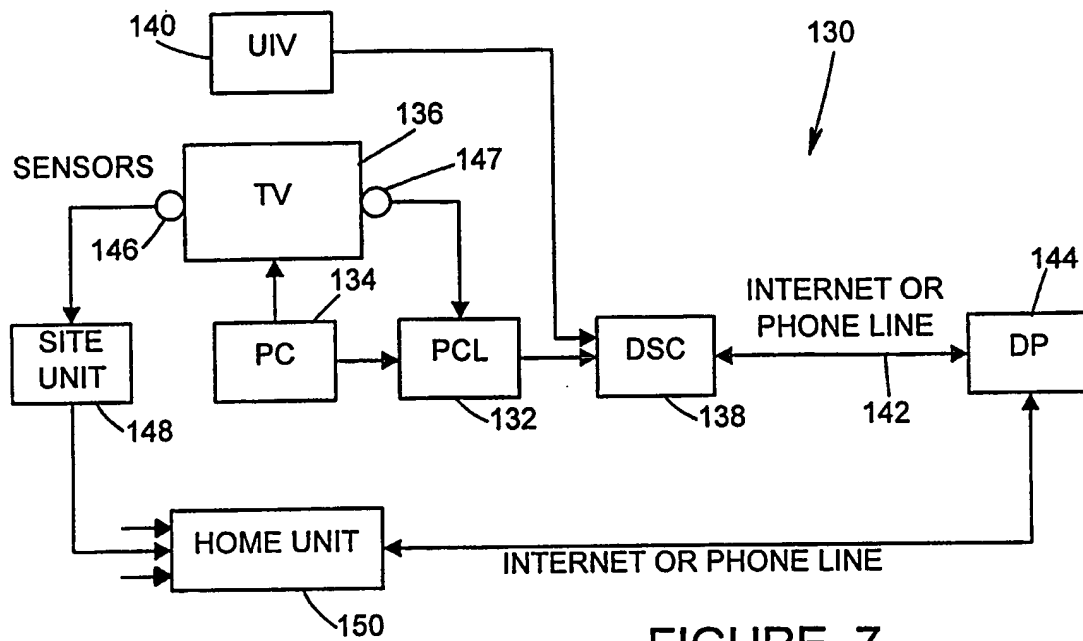 140
UIV
130
136
147
SENSORS
TV
146
134
144
INTERNET OR
PHONE LINE
SITE
UNIT
PC
PCL
DSC
DP
148
132
138
142
HOME UNIT
INTERNET OR PHONE LINE
150
FIGURE 7